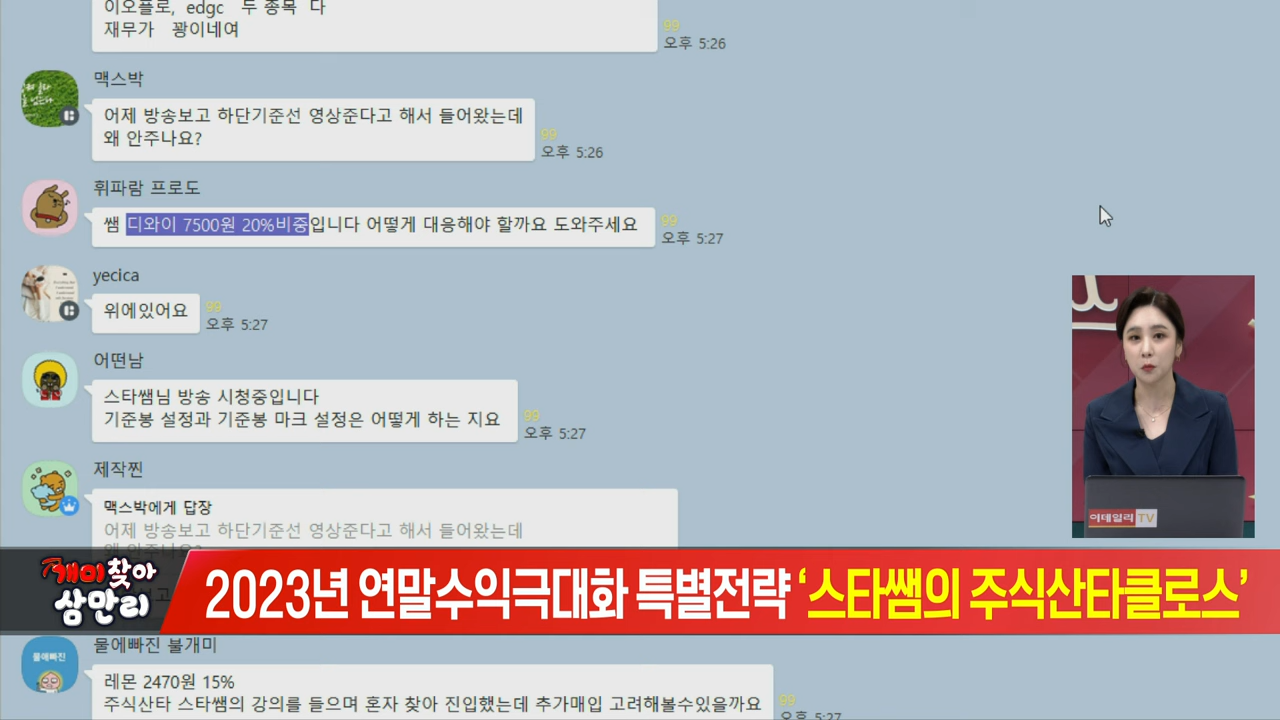 이오플로, edgc 두 종목 다
재무가 꽝이네여
99
오후 5:26
맥스박
어제 방송보고 하단기준선 영상준다고 해서 들어왔는데
왜 안주나요?
99
오후 5:26
휘파람 프로도
쌤 디와이 7500원 20%비중입니다 어떻게 대응해야 할까요 도와주세요
99
오후 5:27
yecica
위에있어요
99
오후 5:27
어떤남
스타쌤님 방송 시청중입니다
기준봉 설정과 기준봉 마크 설정은 어떻게 하는 지요
99
오후 5:27
이데일리TV
제작찐
맥스박에게 답장
어제 방송보고 하단기준선 영상준다고 해서 들어왔는데
왜 안주나요?
개미찾아
삼만리
2023년 연말수익극대화 특별전략 ‘스타쌤의 주식산타클로스’
물에빠진 불개미
물에빠진
레몬 2470원 15%
주식산타 스타쌤의 강의를 들으며 혼자 찾아 진입했는데 추가매입 고려해볼수있을까요
99
오후 5:27